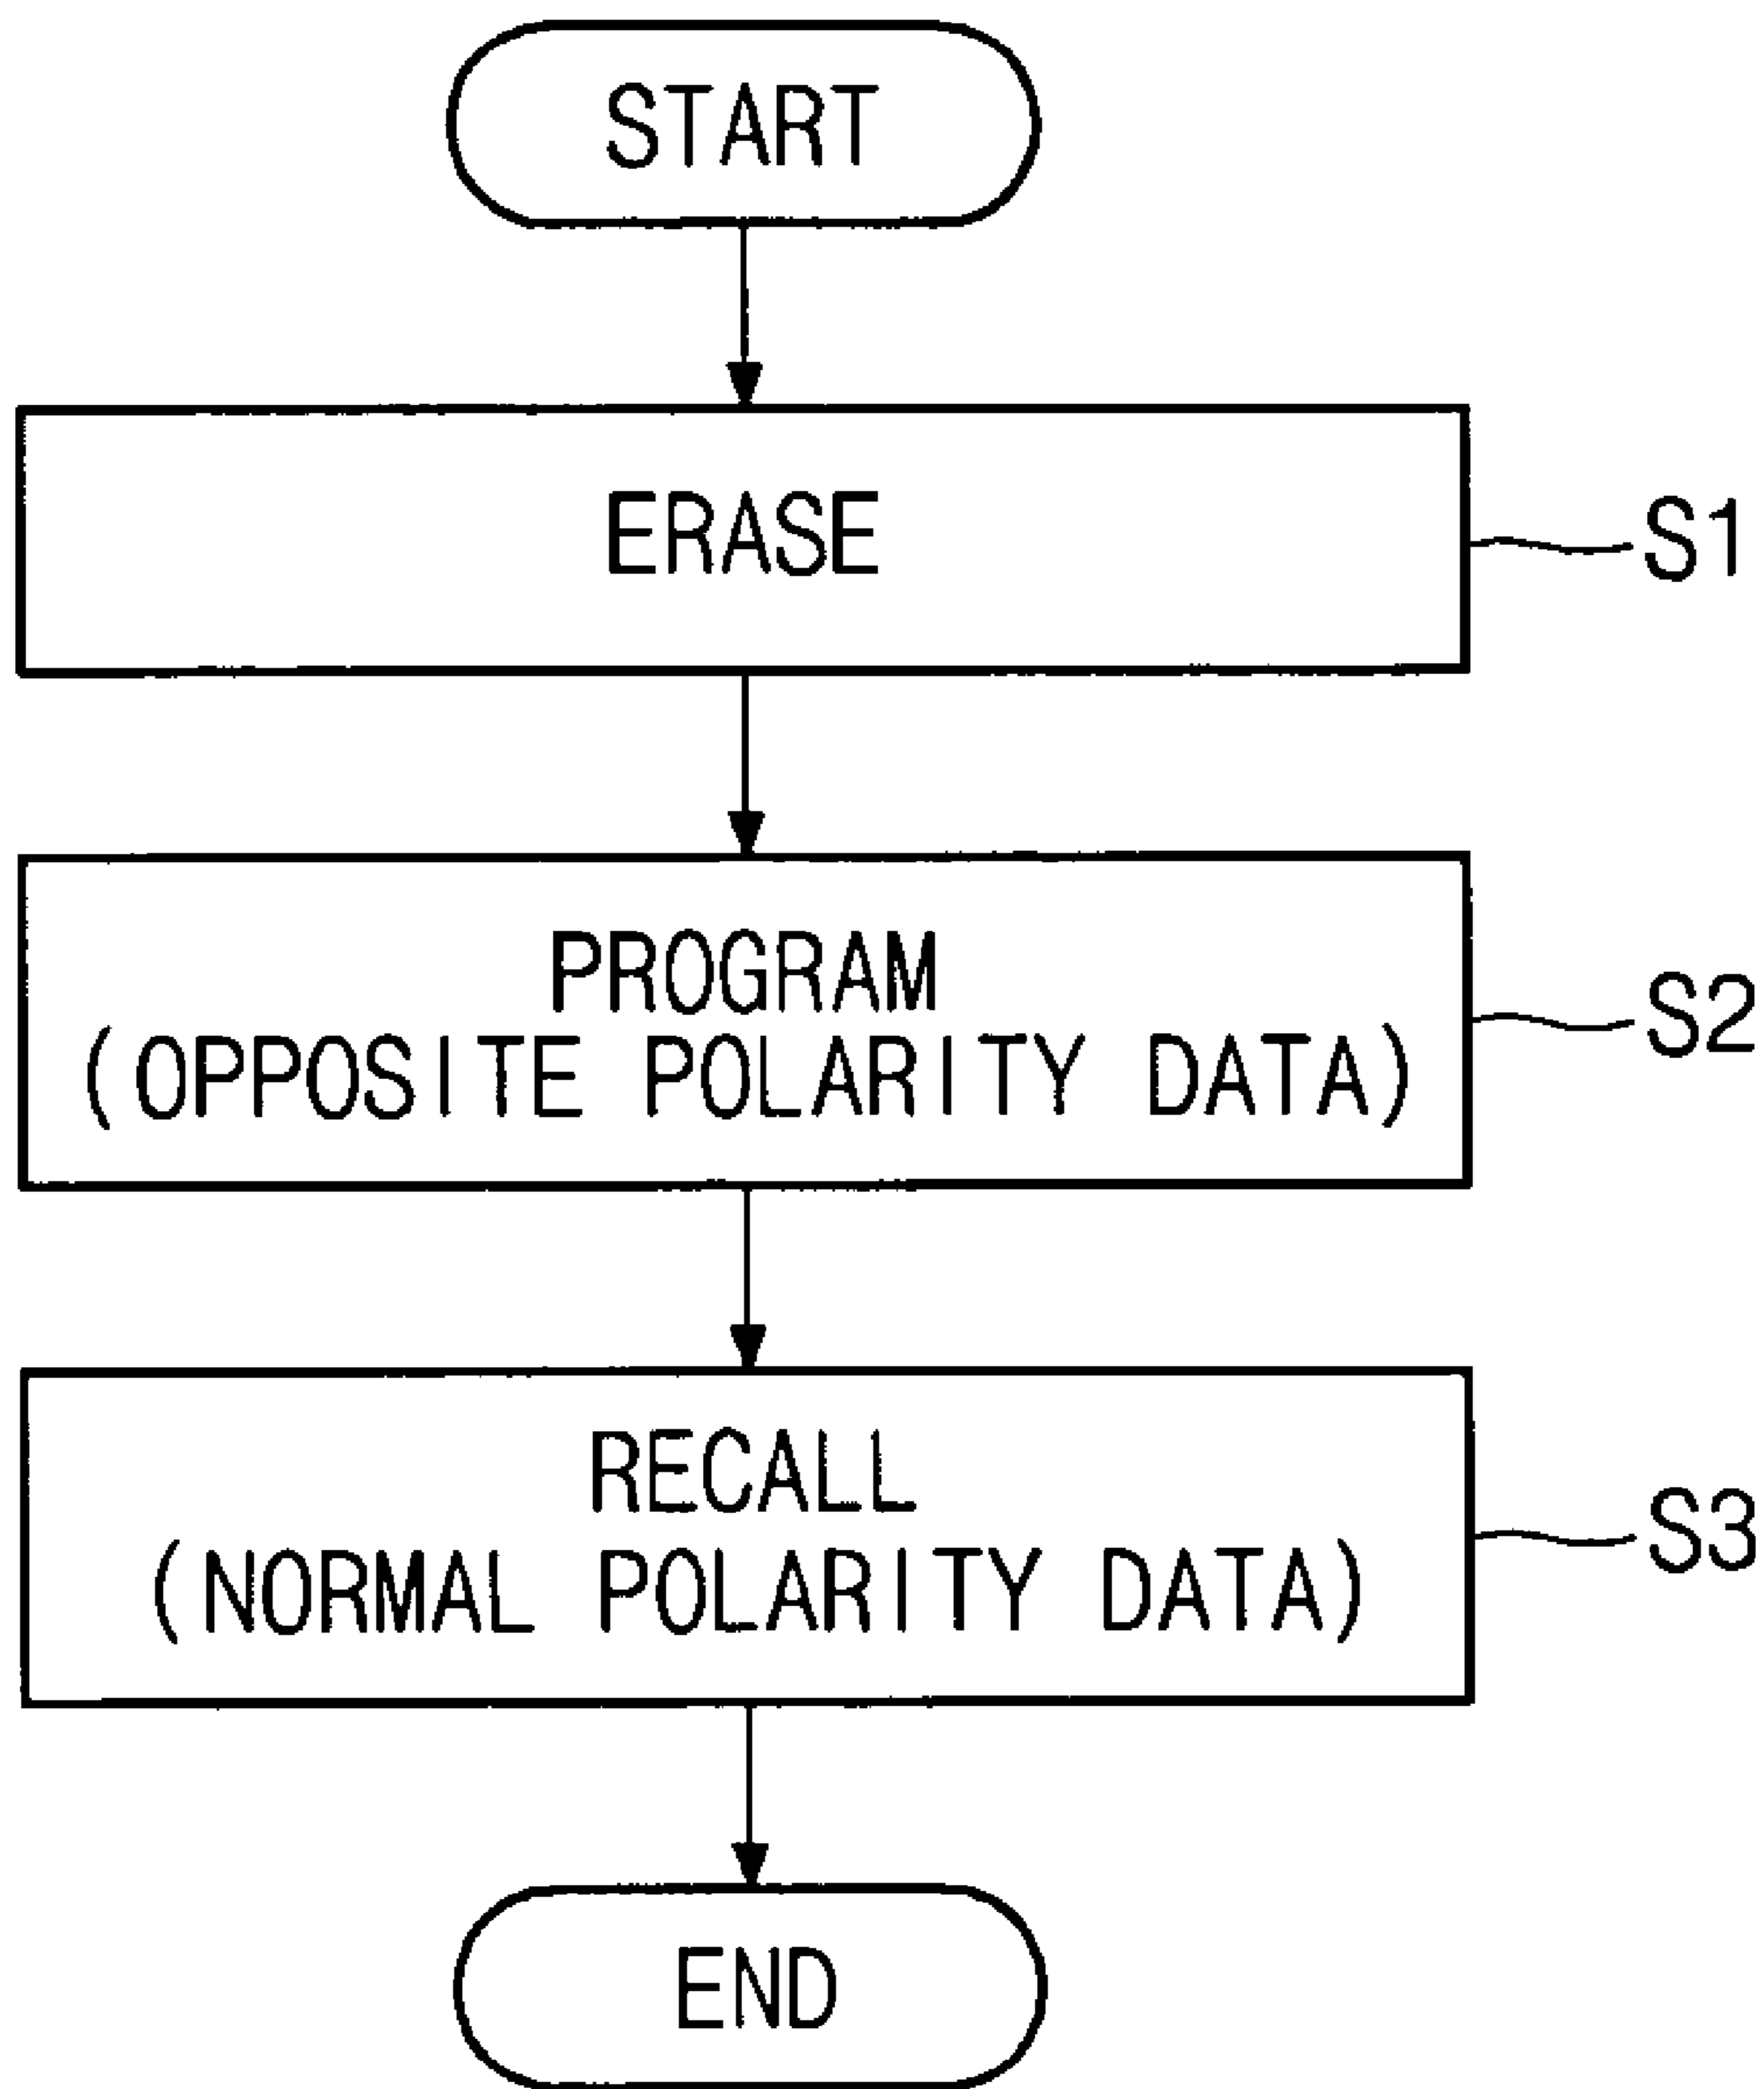 START
ERASE
S1
PROGRAM
(OPPOSITE POLARITY DATA)
S2
RECALL
(NORMAL POLARITY DATA)
S3
END